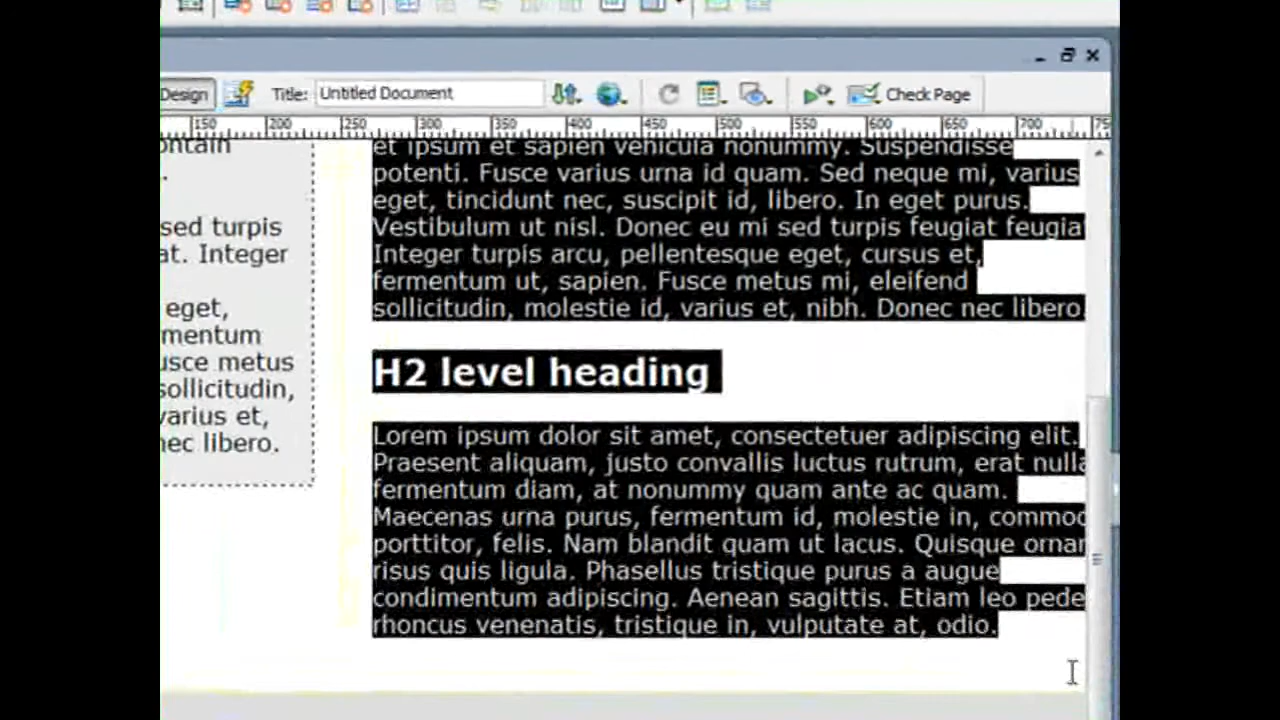 Design Title: Untitled Document Check Page
150 200 250 300 350 400 450 500 550 600 650 700 75
ontain
.
sed turpis
at. Integer
eget,
mentum
usce metus
sollicitudin,
varius et,
nec libero.
et ipsum et sapien vehicula nonummy. Suspendisse
potenti. Fusce varius urna id quam. Sed neque mi, varius
eget, tincidunt nec, suscipit id, libero. In eget purus.
Vestibulum ut nisl. Donec eu mi sed turpis feugiat feugia
Integer turpis arcu, pellentesque eget, cursus et,
fermentum ut, sapien. Fusce metus mi, eleifend
sollicitudin, molestie id, varius et, nibh. Donec nec libero.
H2 level heading
Lorem ipsum dolor sit amet, consectetuer adipiscing elit.
Praesent aliquam, justo convallis luctus rutrum, erat nulla
fermentum diam, at nonummy quam ante ac quam.
Maecenas urna purus, fermentum id, molestie in, commod
porttitor, felis. Nam blandit quam ut lacus. Quisque ornar
risus quis ligula. Phasellus tristique purus a augue
condimentum adipiscing. Aenean sagittis. Etiam leo pede
rhoncus venenatis, tristique in, vulputate at, odio.